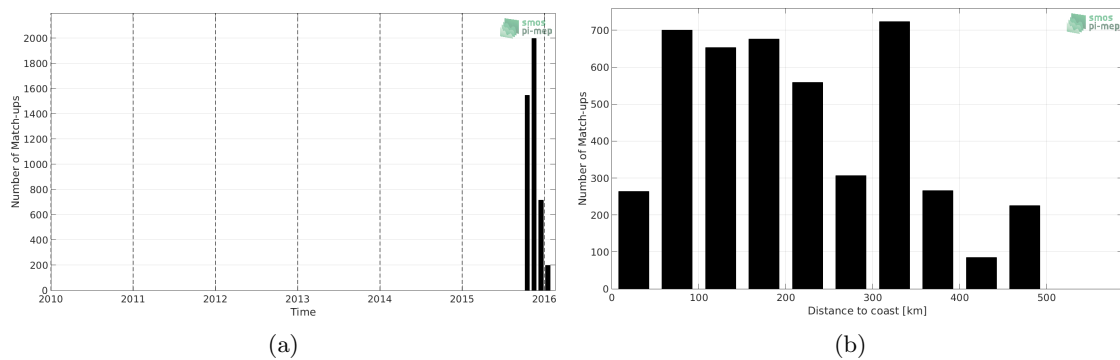 smos
pi-mep
2000
1800
1600
1400
1200
1000
800
600
400
200
0
Number of Match-ups
2010 2011 2012 2013 2014 2015 2016
Time
(a)
smos
pi-mep
700
600
500
400
300
200
100
0
Number of Match-ups
0 100 200 300 400 500
Distance to coast [km]
(b)